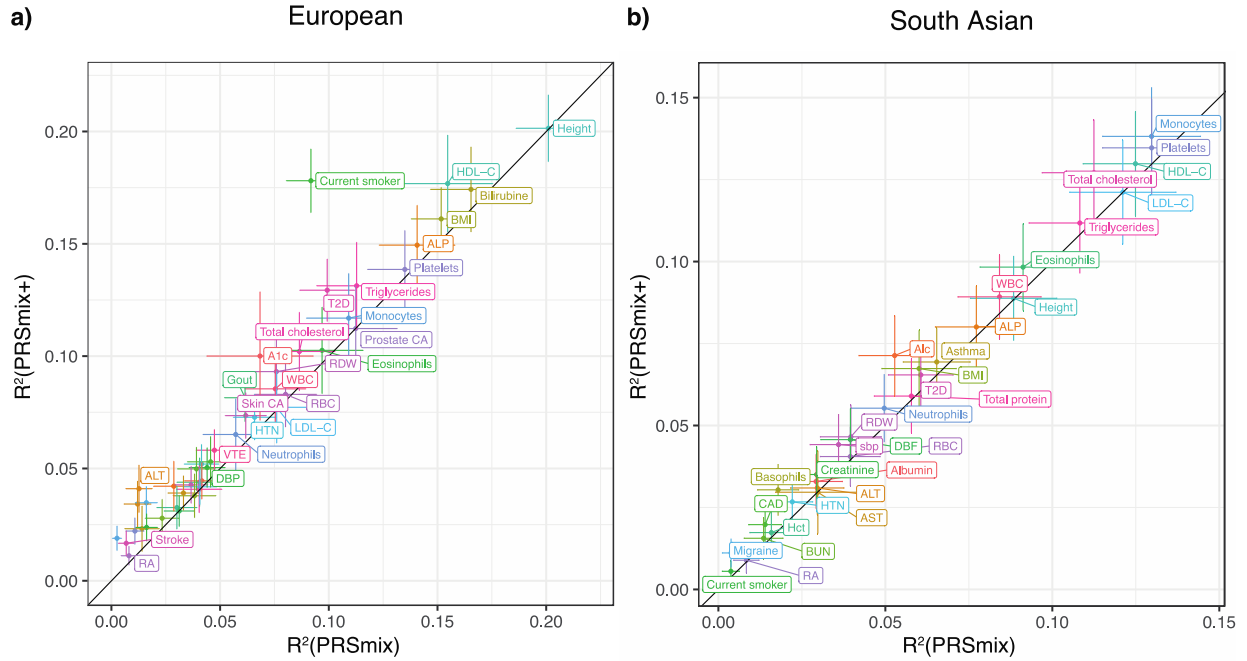 a)
European
R²(PRSmix+)
0.20
0.15
0.10
0.05
0.00
Height
HDL–C
Current smoker
Bilirubine
BMI
ALP
Platelets
Triglycerides
T2D
Monocytes
Total cholesterol
Prostate CA
A1c
RDW
Eosinophils
Gout
WBC
Skin CA
RBC
HTN
LDL–C
VTE
Neutrophils
ALT
DBP
Stroke
RA
0.00
0.05
0.10
0.15
0.20
R²(PRSmix)
b)
South Asian
R²(PRSmix+)
0.15
0.10
0.05
0.00
Monocytes
Platelets
HDL–C
Total cholesterol
LDL–C
Triglycerides
Eosinophils
WBC
Height
ALP
Alc
Asthma
BMI
T2D
Total protein
Neutrophils
RDW
sbp
DBF
RBC
Creatinine
Albumin
Basophils
ALT
CAD
HTN
AST
Hct
BUN
Migraine
RA
Current smoker
0.00
0.05
0.10
0.15
R²(PRSmix)